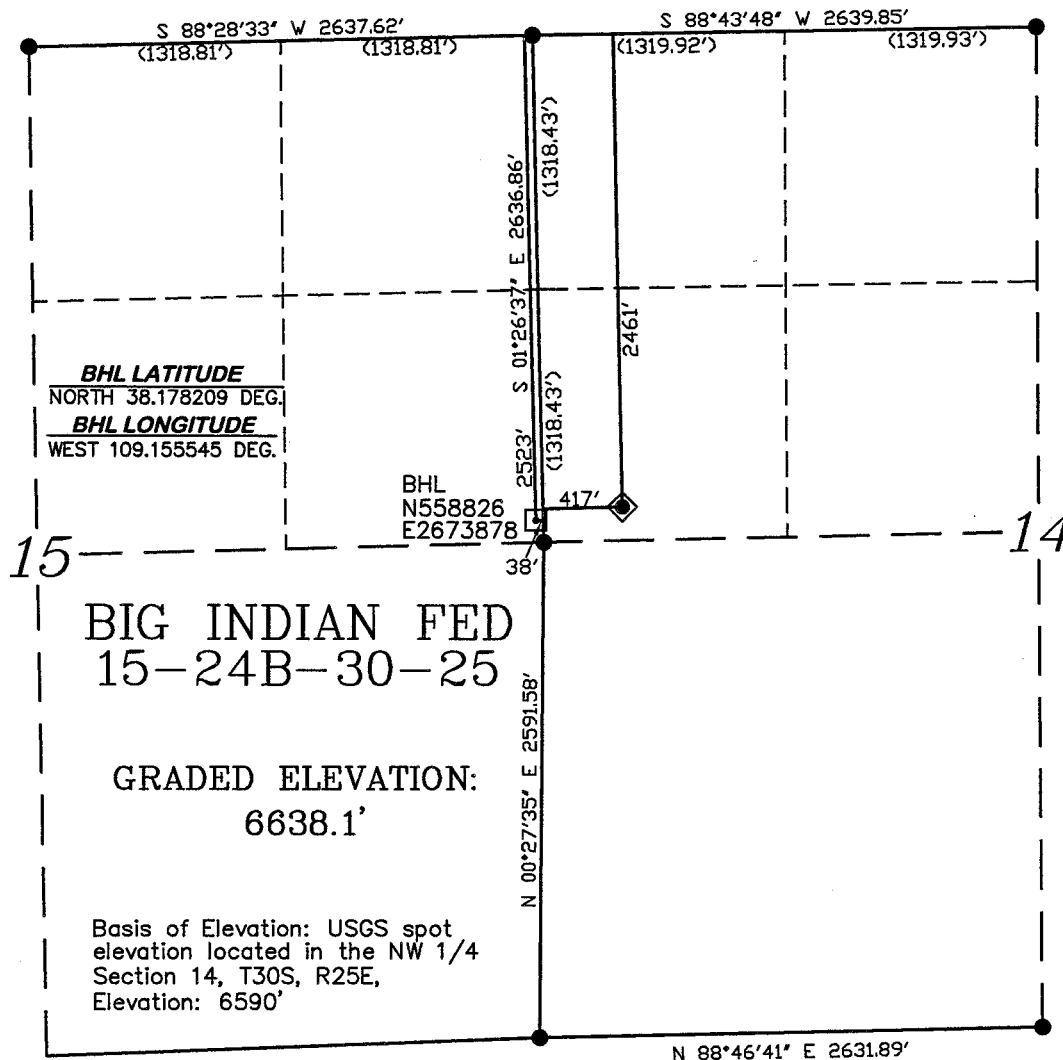 S 88°28'33" W 2637.62'
S 88°43'48" W 2639.85'
(1318.81')
(1318.81')
(1319.92')
(1319.93')
(1318.43')
S 01°26'37" E 2636.86'
2461'
BHL LATITUDE
NORTH 38.178209 DEG.
BHL LONGITUDE
WEST 109.155545 DEG.
(1318.43')
2523'
BHL
N558826
E2673878
417'
15
14
38'
BIG INDIAN FED
15-24B-30-25
N 00°27'35" E 2591.58'
GRADED ELEVATION:
6638.1'
Basis of Elevation: USGS spot
elevation located in the NW 1/4
Section 14, T30S, R25E,
Elevation: 6590'
N 88°46'41" E 2631.89'